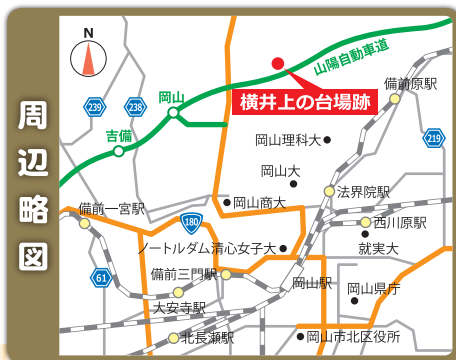 周辺略図
N
山陽自動車道
横井上の台場跡
備前原駅
239
238
岡山
吉備
219
岡山理科大
岡山大
法界院駅
岡山商大
備前一宮駅
180
西川原駅
就実大
ノートルダム清心女子大
61
備前三門駅
岡山駅
岡山県庁
大安寺駅
北長瀬駅
岡山市北区役所